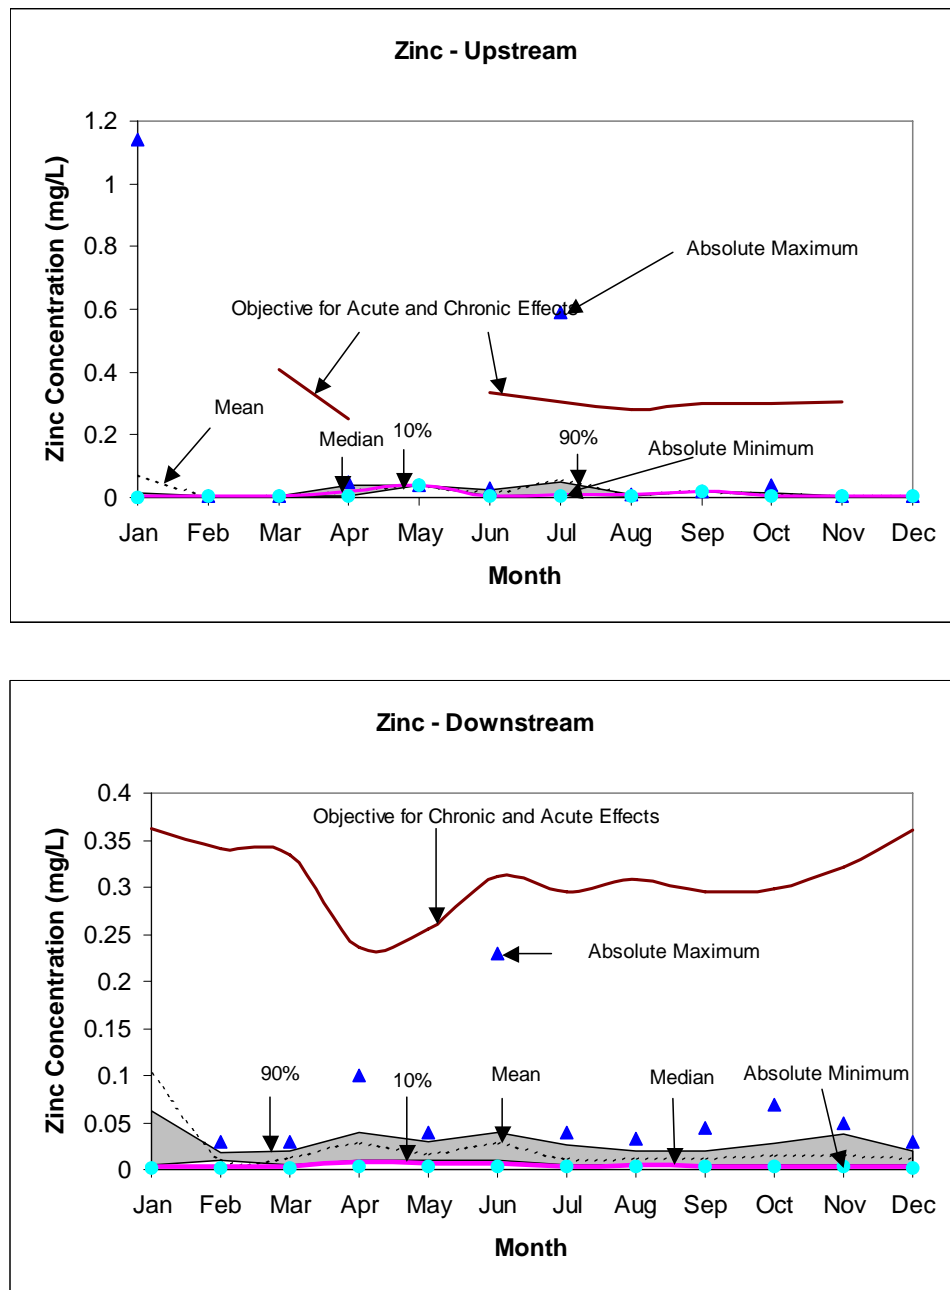 Zinc - Upstream
Zinc Concentration (mg/L)
1.2
1
0.8
0.6
0.4
0.2
0
Absolute Maximum
Objective for Acute and Chronic Effects
Mean
Median
10%
90%
Absolute Minimum
Jan Feb Mar Apr May Jun Jul Aug Sep Oct Nov Dec
Month
Zinc - Downstream
Zinc Concentration (mg/L)
0.4
0.35
0.3
0.25
0.2
0.15
0.1
0.05
0
Objective for Chronic and Acute Effects
Absolute Maximum
90%
10%
Mean
Median
Absolute Minimum
Jan Feb Mar Apr May Jun Jul Aug Sep Oct Nov Dec
Month